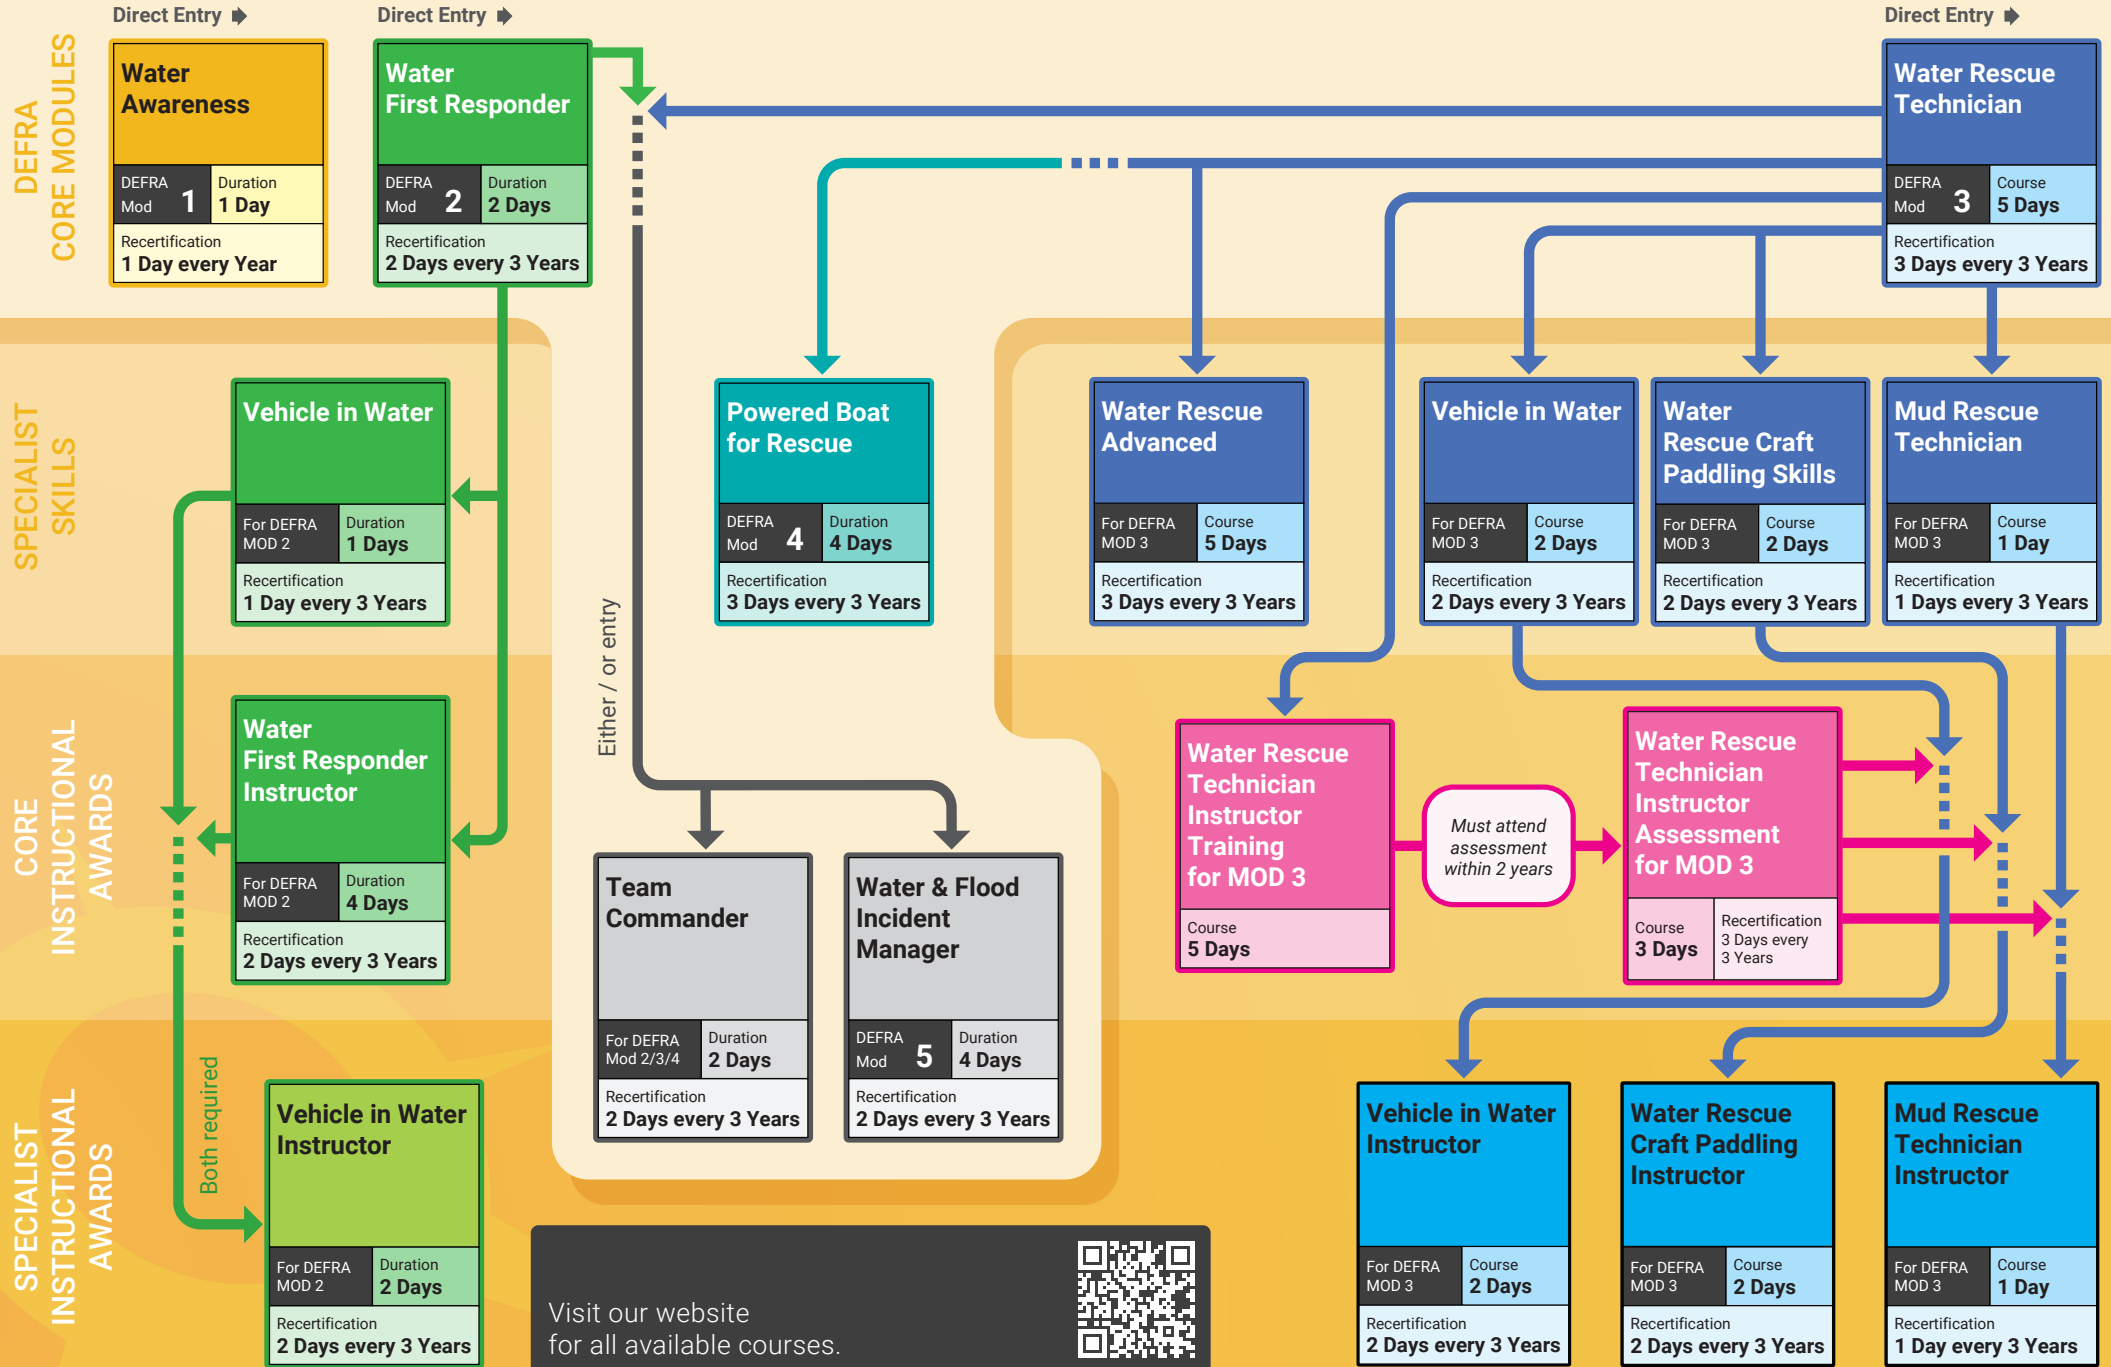 Direct Entry
Direct Entry
Direct Entry
DEFRA
CORE MODULES
Water
Awareness
DEFRA
Mod 1
Duration
1 Day
Recertification
1 Day every Year
Water
First Responder
DEFRA
Mod 2
Duration
2 Days
Recertification
2 Days every 3 Years
Water Rescue
Technician
DEFRA
Mod 3
Course
5 Days
Recertification
3 Days every 3 Years
SPECIALIST
SKILLS
Vehicle in Water
For DEFRA
MOD 2
Duration
1 Days
Recertification
1 Day every 3 Years
Either / or entry
Powered Boat
for Rescue
DEFRA
Mod 4
Duration
4 Days
Recertification
3 Days every 3 Years
Water Rescue
Advanced
For DEFRA
MOD 3
Course
5 Days
Recertification
3 Days every 3 Years
Vehicle in Water
For DEFRA
MOD 3
Course
2 Days
Recertification
2 Days every 3 Years
Water
Rescue Craft
Paddling Skills
For DEFRA
MOD 3
Course
2 Days
Recertification
2 Days every 3 Years
Mud Rescue
Technician
For DEFRA
MOD 3
Course
1 Day
Recertification
1 Days every 3 Years
CORE
INSTRUCTIONAL
AWARDS
Water
First Responder
Instructor
For DEFRA
MOD 2
Duration
4 Days
Recertification
2 Days every 3 Years
Team
Commander
For DEFRA
Mod 2/3/4
Duration
2 Days
Recertification
2 Days every 3 Years
Water & Flood
Incident
Manager
DEFRA
Mod 5
Duration
4 Days
Recertification
2 Days every 3 Years
Water Rescue
Technician
Instructor
Training
for MOD 3
Course
5 Days
Must attend
assessment
within 2 years
Water Rescue
Technician
Instructor
Assessment
for MOD 3
Course
3 Days
Recertification
3 Days every
3 Years
SPECIALIST
INSTRUCTIONAL
AWARDS
Both required
Vehicle in Water
Instructor
For DEFRA
MOD 2
Duration
2 Days
Recertification
2 Days every 3 Years
Visit our website
for all available courses.
Vehicle in Water
Instructor
For DEFRA
MOD 3
Course
2 Days
Recertification
2 Days every 3 Years
Water Rescue
Craft Paddling
Instructor
For DEFRA
MOD 3
Course
2 Days
Recertification
2 Days every 3 Years
Mud Rescue
Technician
Instructor
For DEFRA
MOD 3
Course
1 Day
Recertification
1 Day every 3 Years